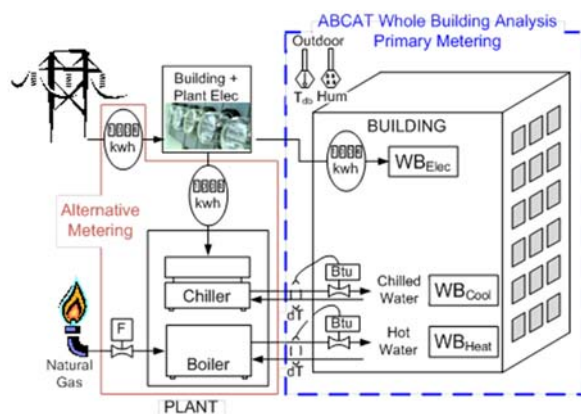 ABCAT Whole Building Analysis
Primary Metering
Outdoor
Tdb Hum
Building +
Plant Elec
BUILDING
kwh
kwh
kwh
WBElec
Alternative
Metering
Btu
Chiller
Chilled
Water
WBCool
dT
Btu
F
Boiler
Hot
Water
WBHeat
dT
Natural
Gas
PLANT